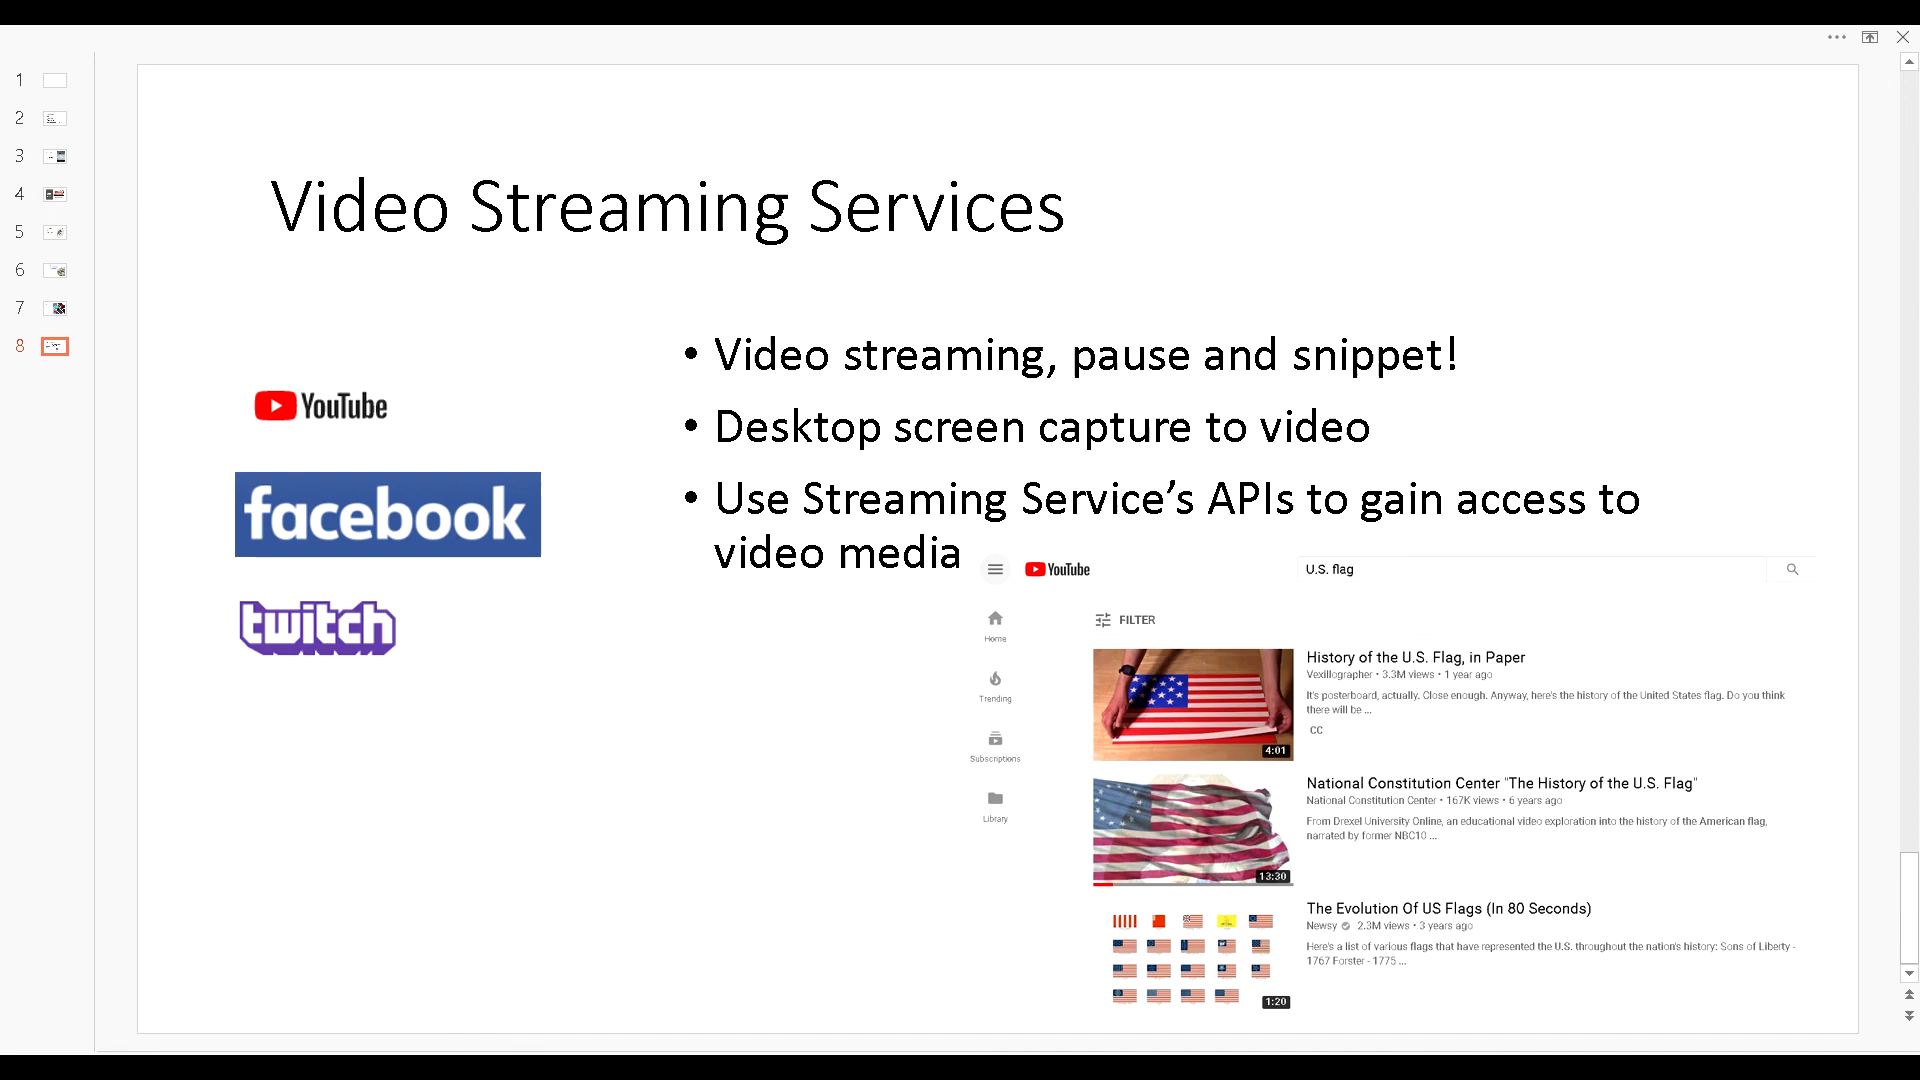 1
2
3
4
5
6
7
8
Video Streaming Services
YouTube
facebook
twitch
• Video streaming, pause and snippet!
• Desktop screen capture to video
• Use Streaming Service’s APIs to gain access to
video media
YouTube
U.S. flag
Home
Trending
Subscriptions
Library
FILTER
4:01
History of the U.S. Flag, in Paper
Vexillographer • 3.3M views • 1 year ago
It's posterboard, actually. Close enough. Anyway, here's the history of the United States flag. Do you think
there will be ...
CC
13:30
National Constitution Center "The History of the U.S. Flag"
National Constitution Center • 167K views • 6 years ago
From Drexel University Online, an educational video exploration into the history of the American flag,
narrated by former NBC10 ...
1:20
The Evolution Of US Flags (In 80 Seconds)
Newsy 2.3M views • 3 years ago
Here's a list of various flags that have represented the U.S. throughout the nation's history: Sons of Liberty -
1767 Forster - 1775 ...